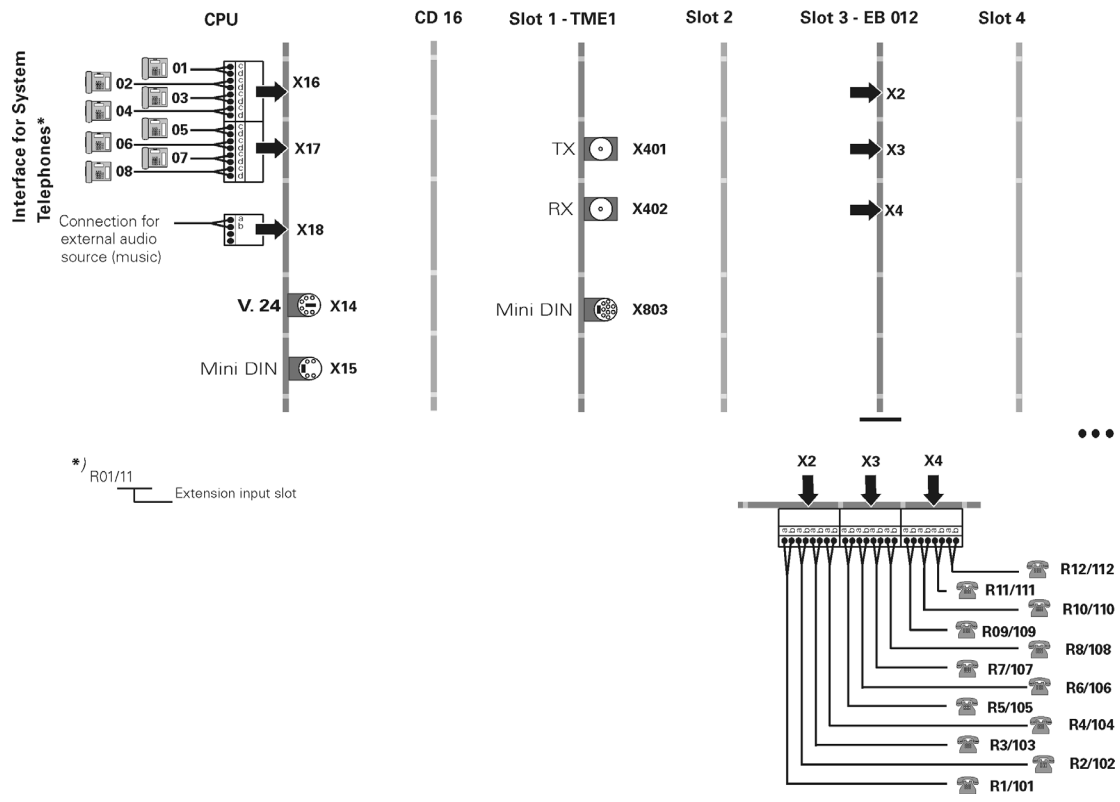 CPU CD 16 Slot 1 - TME1 Slot 2 Slot 3 - EB 012 Slot 4
Interface for System
Telephones*
01
02
03
04
05
06
07
08
c
d
c
d
c
d
c
d
c
d
c
d
c
d
c
d
X16
X17
Connection for
external audio
source (music)
a
b
X18
V. 24 X14
Mini DIN X15
TX X401
RX X402
Mini DIN X803
X2
X3
X4
•••
*)
R01/11
Extension input slot
X2 X3 X4
a b a b a b a b a b a b a b a b a b a b a b a b
R12/112
R11/111
R10/110
R09/109
R8/108
R7/107
R6/106
R5/105
R4/104
R3/103
R2/102
R1/101